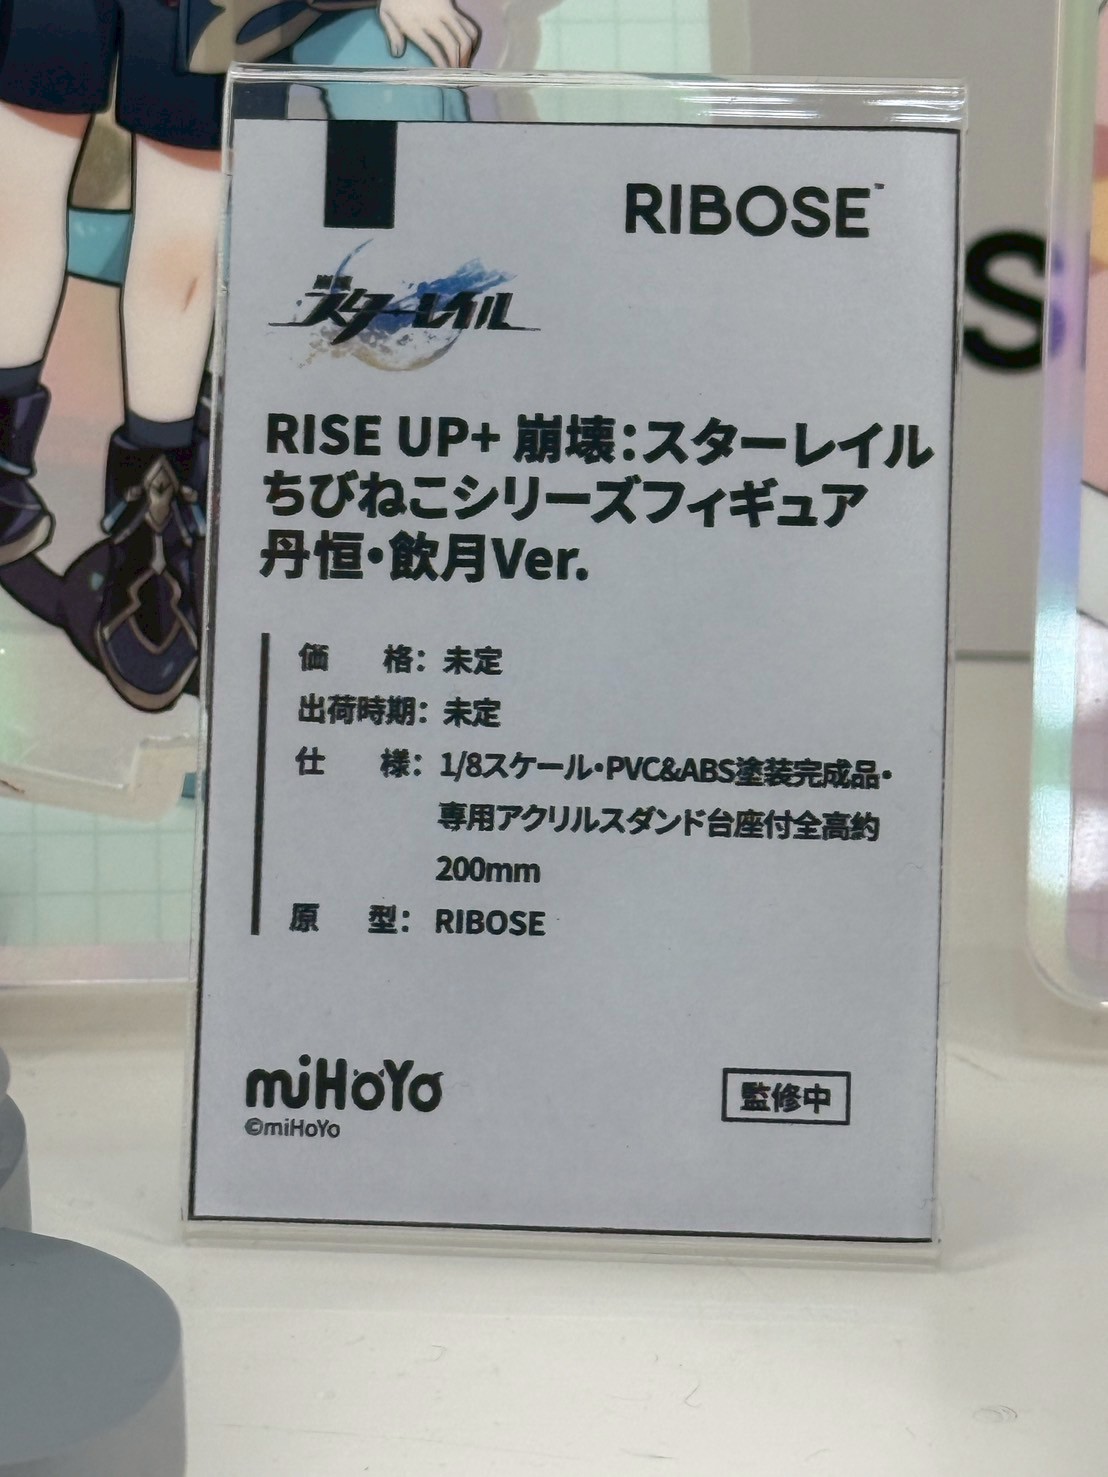 RIBOSE™
崩壊
スターレイル
RISE UP+ 崩壊：スターレイル
ちびねこシリーズフィギュア
丹恒・飲月Ver.
価 格： 未定
出荷時期： 未定
仕 様： 1/8スケール・PVC&ABS塗装完成品・
専用アクリルスダンド台座付全高約
200mm
原 型： RIBOSE
miHoYo
©miHoYo
監修中
S